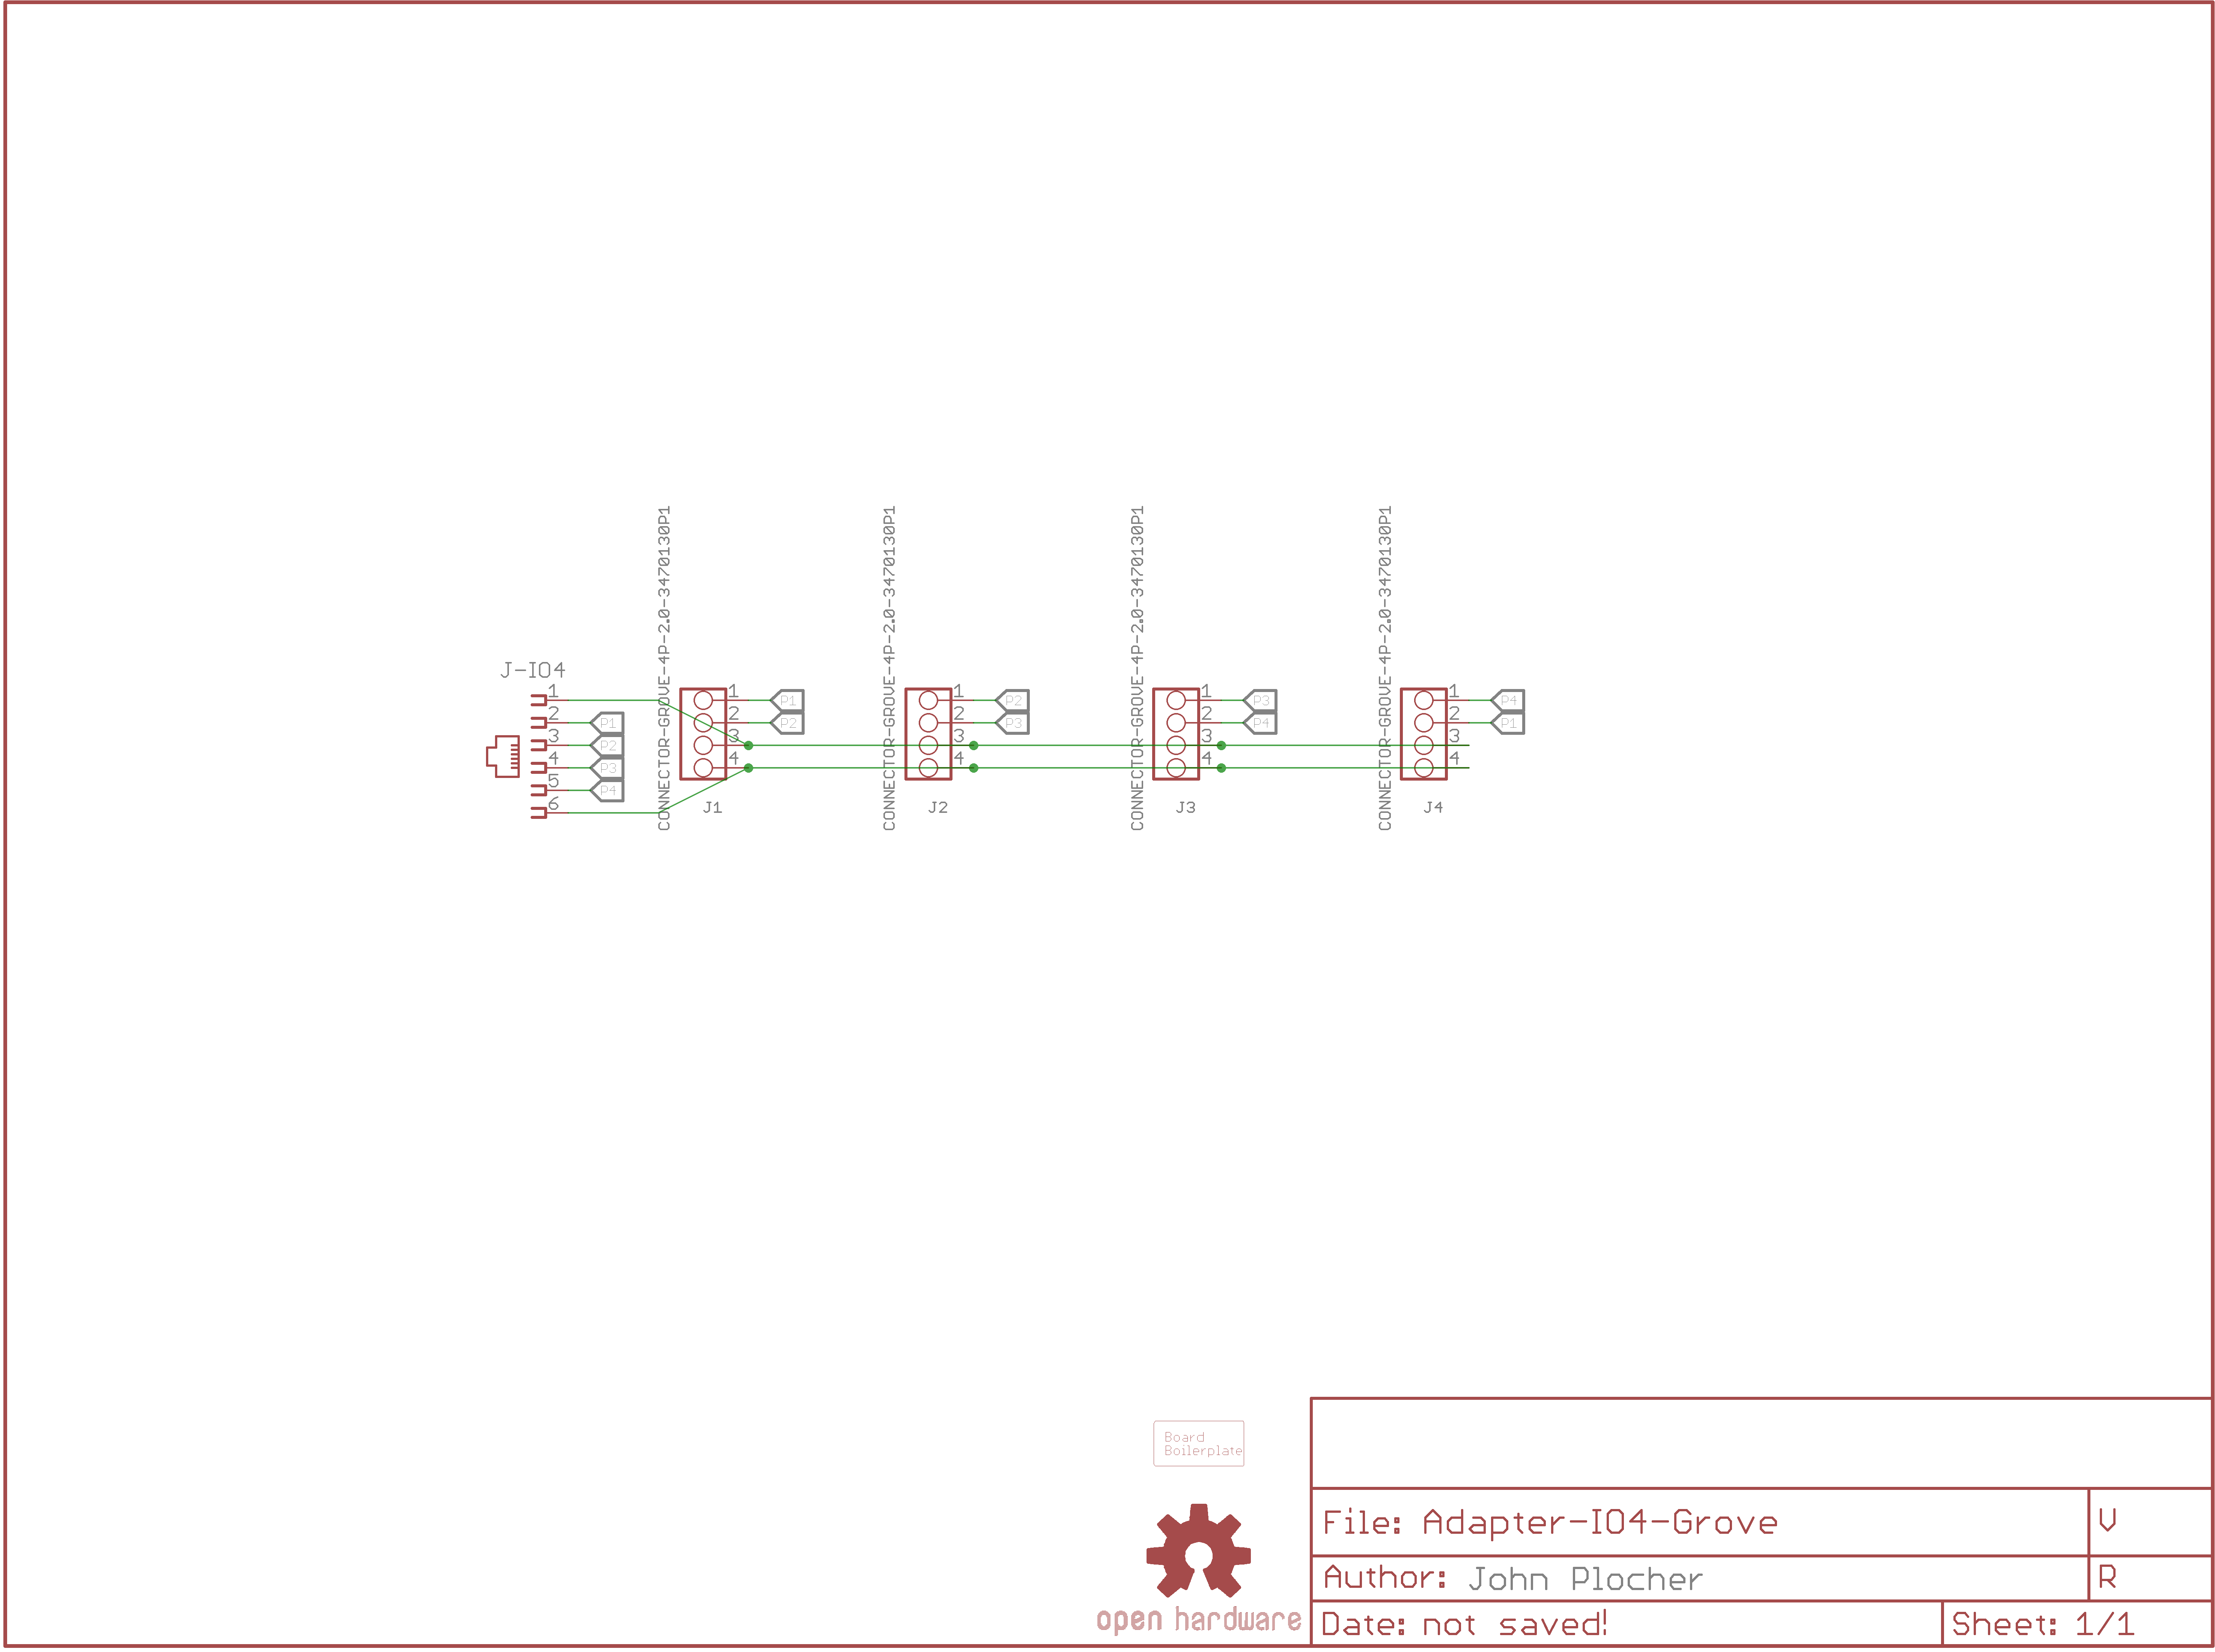 CONNECTOR-GROVE-4P-2.0-3470130P1
CONNECTOR-GROVE-4P-2.0-3470130P1
CONNECTOR-GROVE-4P-2.0-3470130P1
CONNECTOR-GROVE-4P-2.0-3470130P1
J-IO4
1
2
3
4
5
6
P1
P2
P3
P4
1
2
3
4
P1
P2
J1
1
2
3
4
P2
P3
J2
1
2
3
4
P3
P4
J3
1
2
3
4
P4
P1
J4
Board
Boilerplate
open hardware
File: Adapter-IO4-Grove
V
Author: John Plocher
R
Date: not saved!
Sheet: 1/1